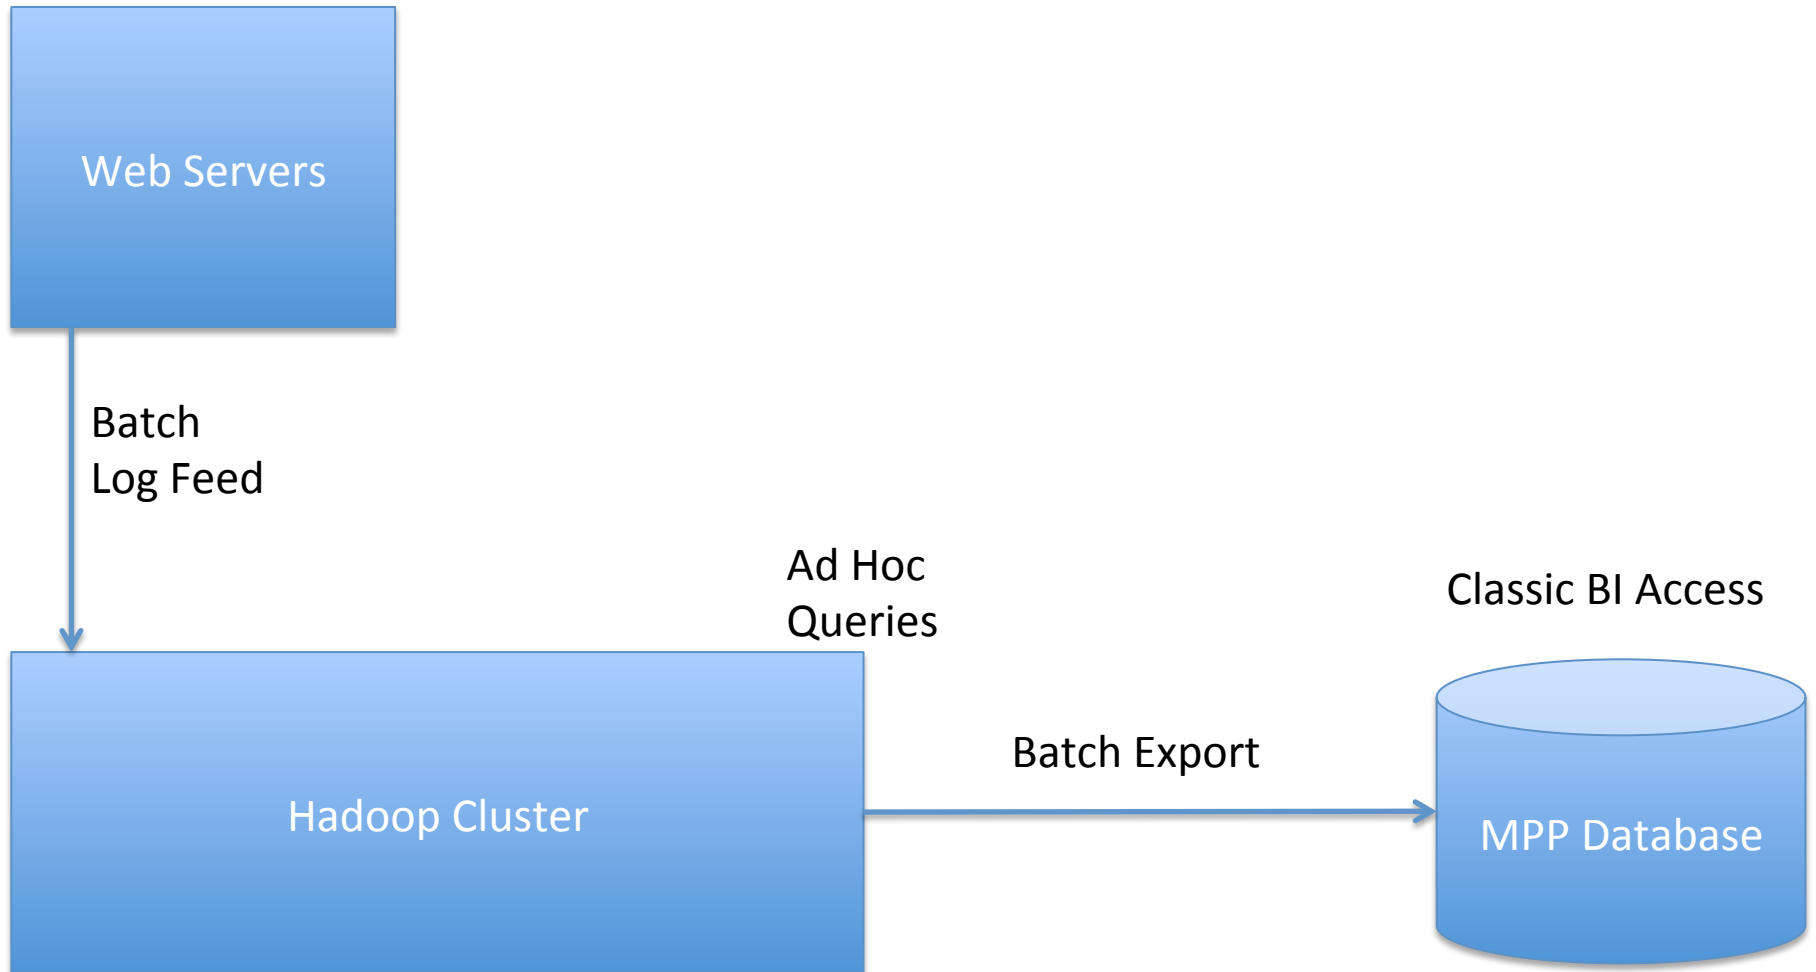 Web Servers
Batch
Log Feed
Ad Hoc
Queries
Classic BI Access
Batch Export
Hadoop Cluster
MPP Database